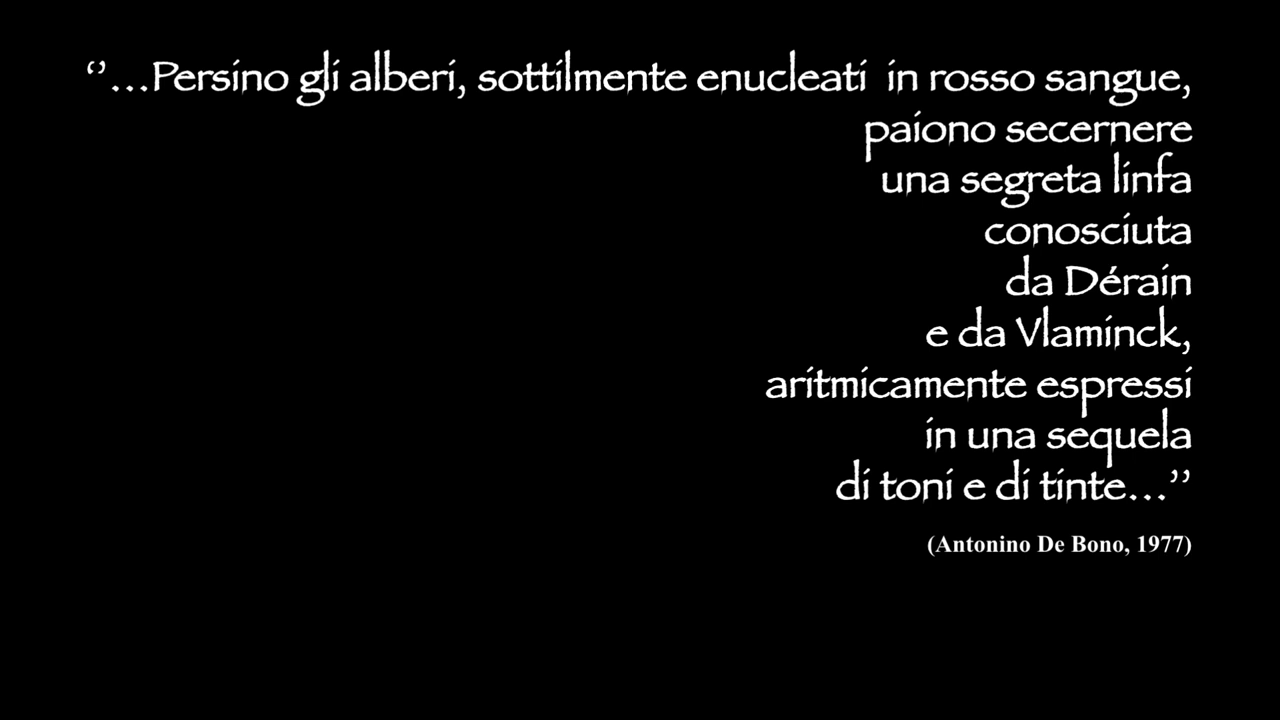 ‘’...Persino gli alberi, sottilmente enucleati in rosso sangue,
paiono secernere
una segreta linfa
conosciuta
da Dérain
e da Vlaminck,
aritmicamente espressi
in una sequela
di toni e di tinte...’’
(Antonino De Bono, 1977)